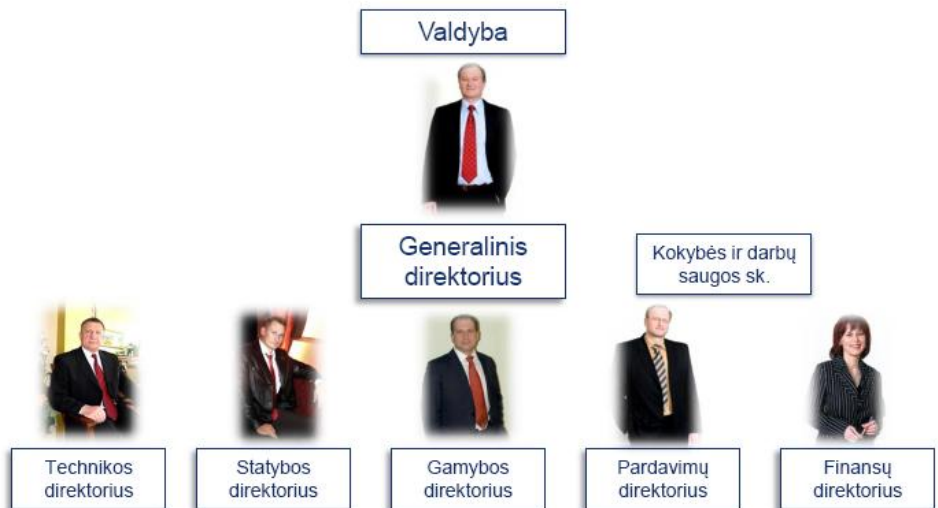 Valdyba
Generalinis
direktorius
Kokybės ir darbų
saugos sk.
Technikos
direktorius
Statybos
direktorius
Gamybos
direktorius
Pardavimų
direktorius
Finansų
direktorius